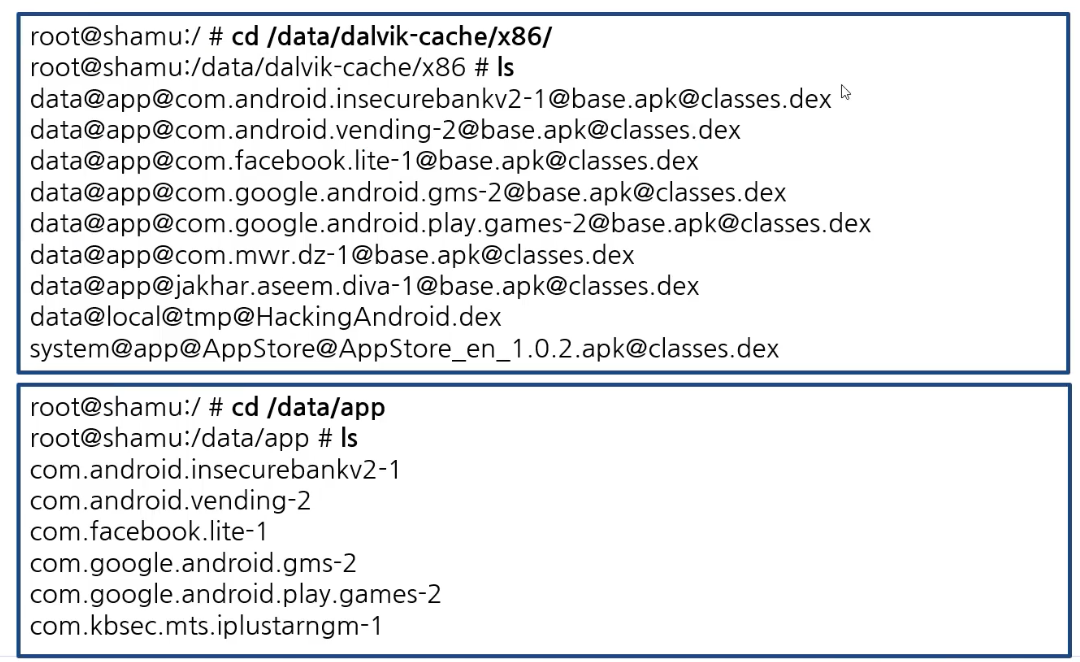 root@shamu:/ # cd /data/dalvik-cache/x86/
root@shamu:/data/dalvik-cache/x86 # ls
data@app@com.android.insecurebankv2-1@base.apk@classes.dex
data@app@com.android.vending-2@base.apk@classes.dex
data@app@com.facebook.lite-1@base.apk@classes.dex
data@app@com.google.android.gms-2@base.apk@classes.dex
data@app@com.google.android.play.games-2@base.apk@classes.dex
data@app@com.mwr.dz-1@base.apk@classes.dex
data@app@jakhar.aseem.diva-1@base.apk@classes.dex
data@local@tmp@HackingAndroid.dex
system@app@AppStore@AppStore_en_1.0.2.apk@classes.dex
root@shamu:/ # cd /data/app
root@shamu:/data/app # ls
com.android.insecurebankv2-1
com.android.vending-2
com.facebook.lite-1
com.google.android.gms-2
com.google.android.play.games-2
com.kbsec.mts.iplustarngm-1